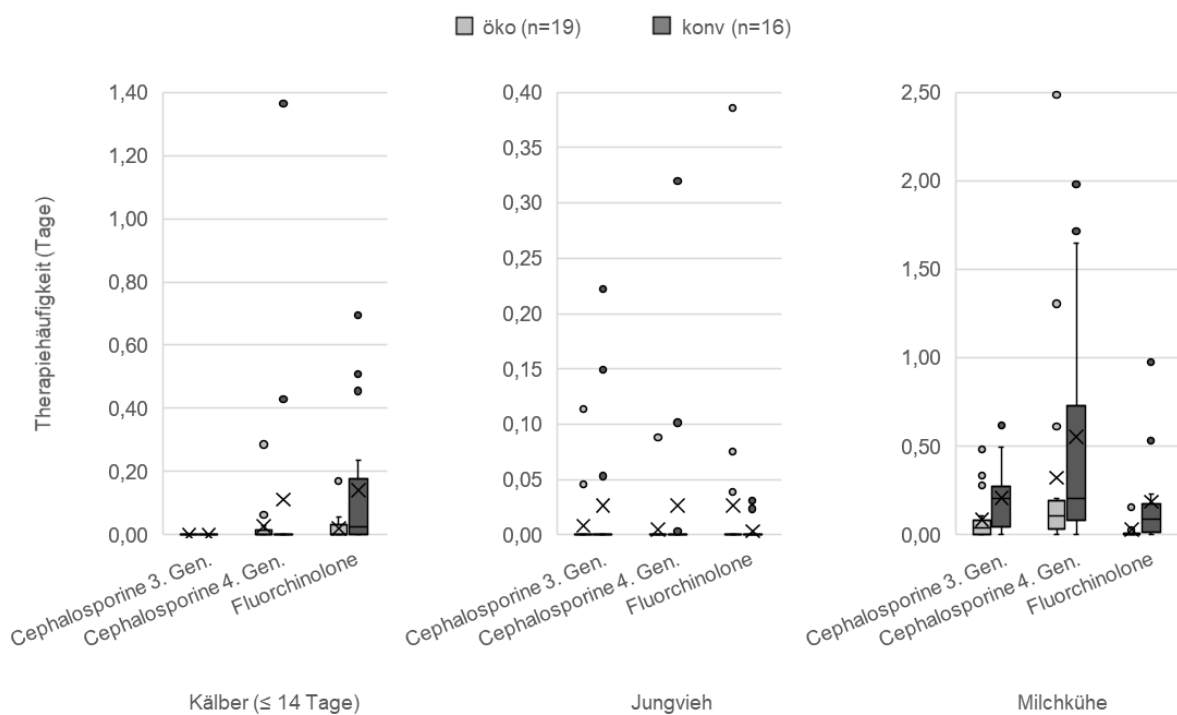 öko (n=19) konv (n=16)
Therapiehäufigkeit (Tage)
1,40
1,20
1,00
0,80
0,60
0,40
0,20
0,00
Cephalosporine 3. Gen.
Cephalosporine 4. Gen.
Fluorchinolone
Kälber (≤ 14 Tage)
0,40
0,35
0,30
0,25
0,20
0,15
0,10
0,05
0,00
Cephalosporine 3. Gen.
Cephalosporine 4. Gen.
Fluorchinolone
Jungvieh
2,50
2,00
1,50
1,00
0,50
0,00
Cephalosporine 3. Gen.
Cephalosporine 4. Gen.
Fluorchinolone
Milchkühe